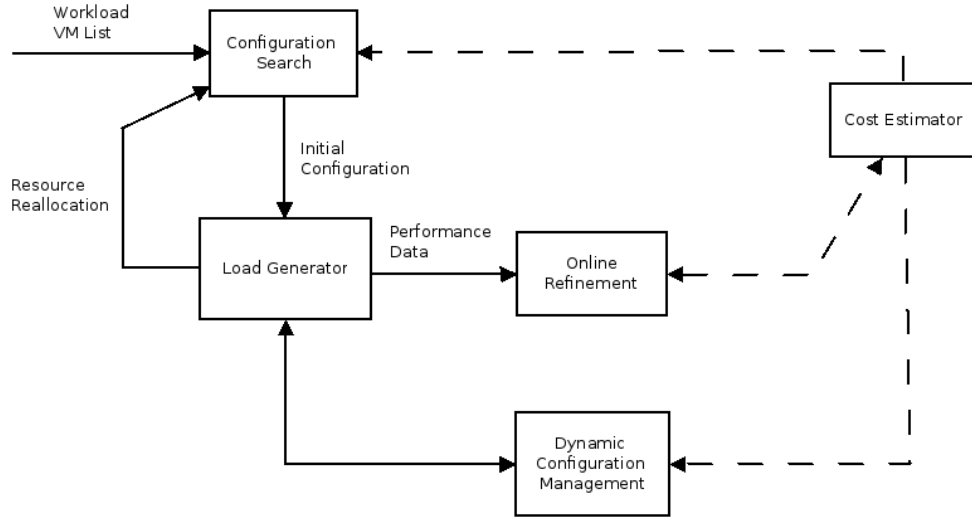 Workload
VM List
Configuration
Search
Cost Estimator
Initial
Configuration
Resource
Reallocation
Performance
Data
Load Generator
Online
Refinement
Dynamic
Configuration
Management